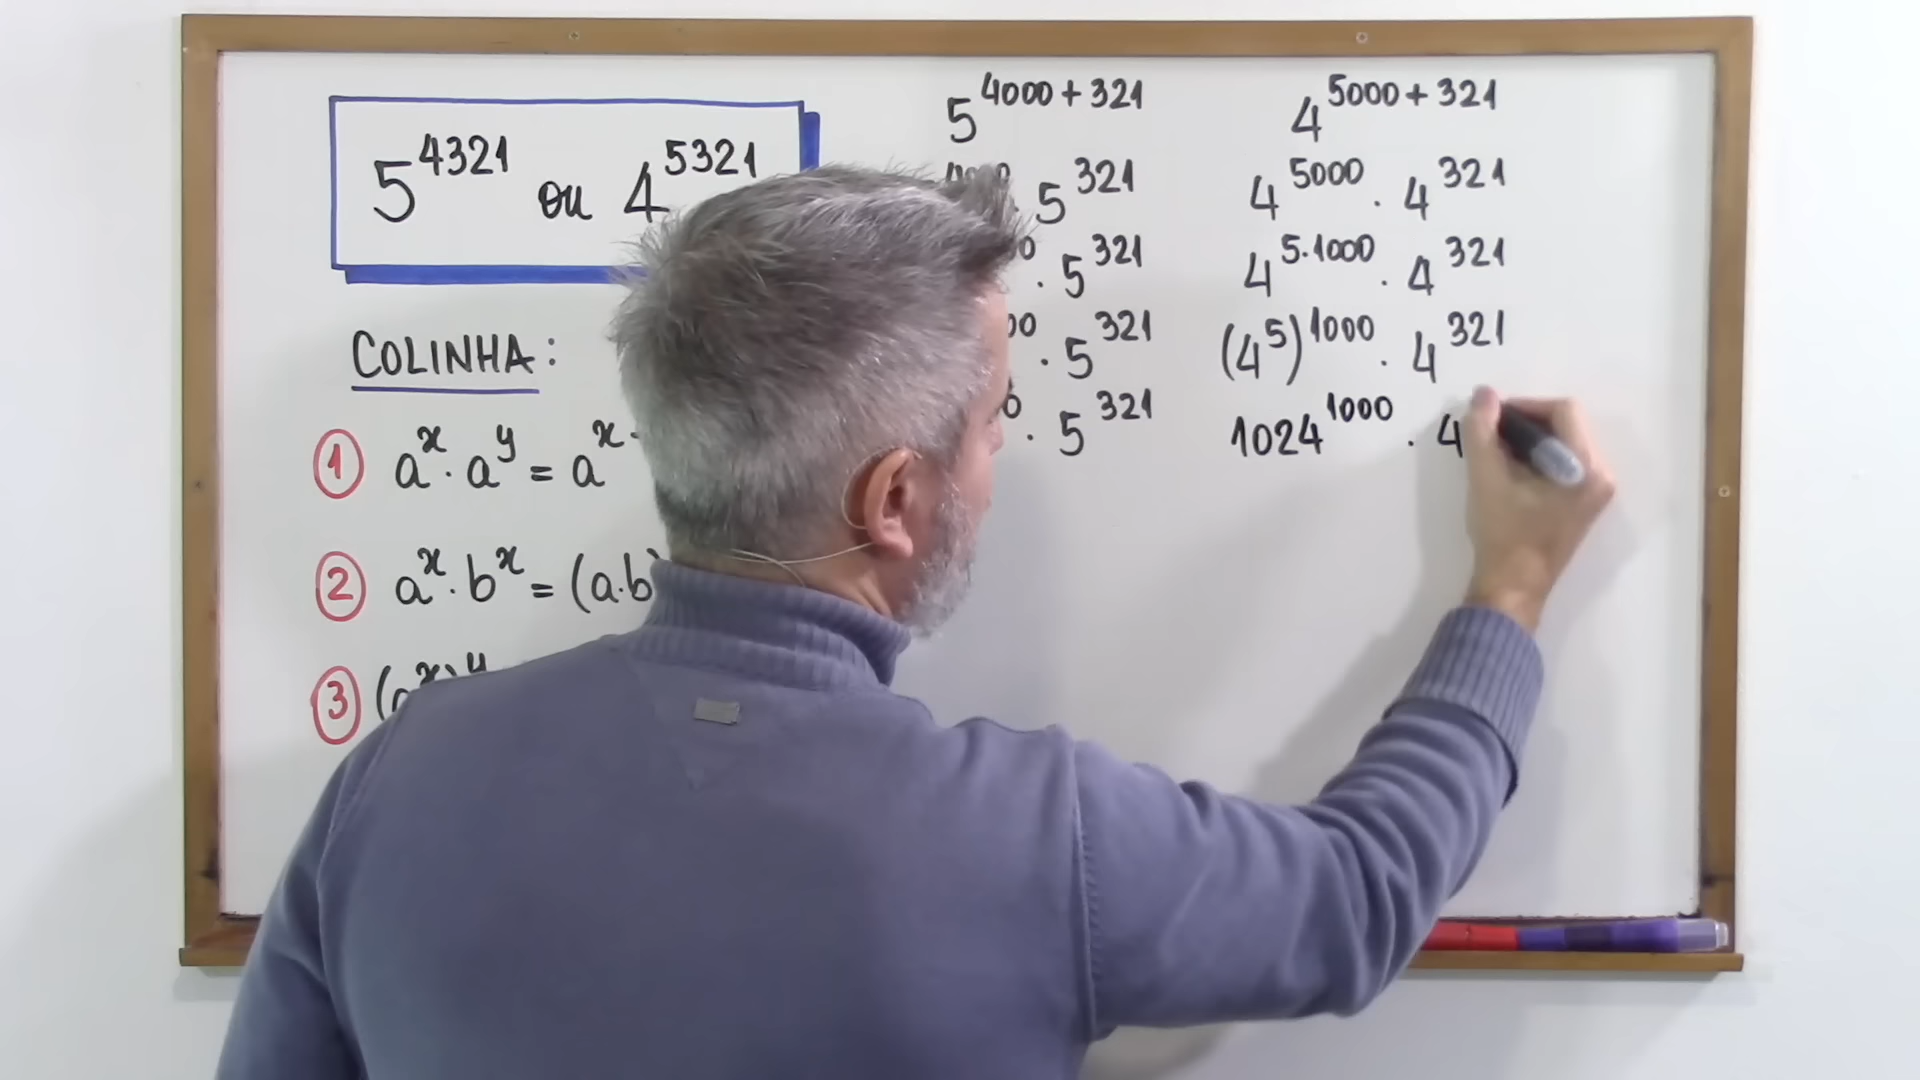 5^4321 ou 4^5321
COLINHA:
① a^x · a^y = a^x ·
② a^x · b^x = (a·b)
③
5^4000 + 321
· 5^321
· 5^321
· 5^321
· 5^321
4^5000 + 321
4^5000 · 4^321
4^5·1000 · 4^321
(4^5)^1000 · 4^321
1024^1000 · 4